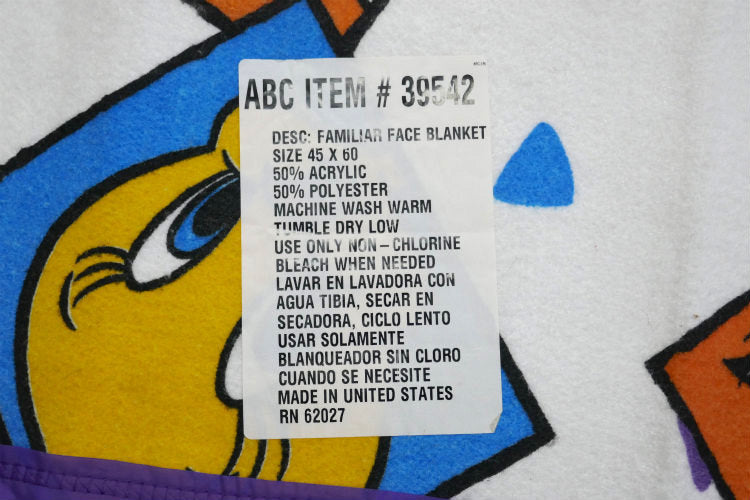 ABC ITEM # 39542
DESC: FAMILIAR FACE BLANKET
SIZE 45 X 60
50% ACRYLIC
50% POLYESTER
MACHINE WASH WARM
TUMBLE DRY LOW
USE ONLY NON-CHLORINE
BLEACH WHEN NEEDED
LAVAR EN LAVADORA CON
AGUA TIBIA, SECAR EN
SECADORA, CICLO LENTO
USAR SOLAMENTE
BLANQUEADOR SIN CLORO
CUANDO SE NECESITE
MADE IN UNITED STATES
RN 62027